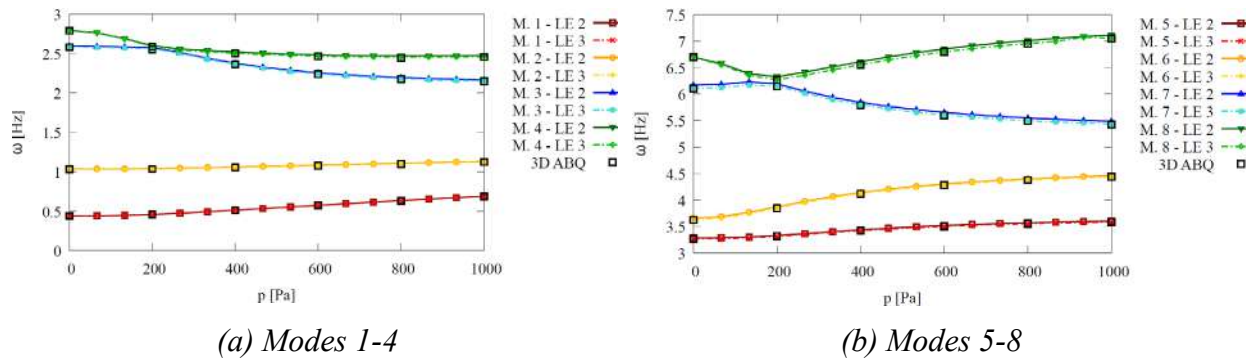 3
2.5
2
1.5
1
0.5
0
ω [Hz]
0 200 400 600 800 1000
p [Pa]
M. 1 - LE 2
M. 1 - LE 3
M. 2 - LE 2
M. 2 - LE 3
M. 3 - LE 2
M. 3 - LE 3
M. 4 - LE 2
M. 4 - LE 3
3D ABQ
(a) Modes 1-4
7.5
7
6.5
6
5.5
5
4.5
4
3.5
3
ω [Hz]
0 200 400 600 800 1000
p [Pa]
M. 5 - LE 2
M. 5 - LE 3
M. 6 - LE 2
M. 6 - LE 3
M. 7 - LE 2
M. 7 - LE 3
M. 8 - LE 2
M. 8 - LE 3
3D ABQ
(b) Modes 5-8